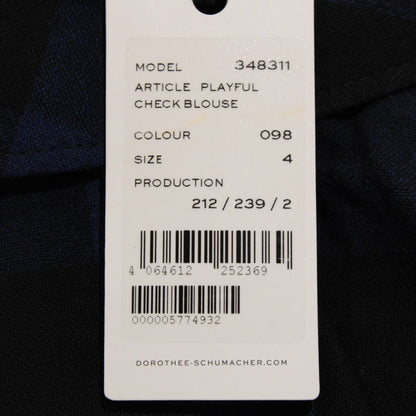 MODEL 348311
ARTICLE PLAYFUL
CHECK BLOUSE
COLOUR 098
SIZE 4
PRODUCTION
212 / 239 / 2
4 064612 252369
000005774932
DOROTHEE-SCHUMACHER.COM